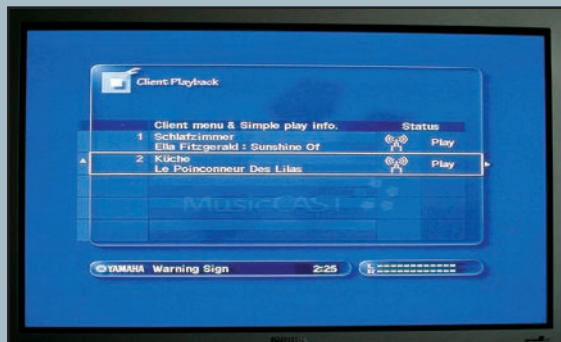 Client Playback
Client menu & Simple play info. Status
1 Schlafzimmer
Ella Fitzgerald : Sunshine Of Play
2 Küche
Le Poinconneur Des Lilas Play
MusicCAST
YAMAHA Warning Sign 2:25